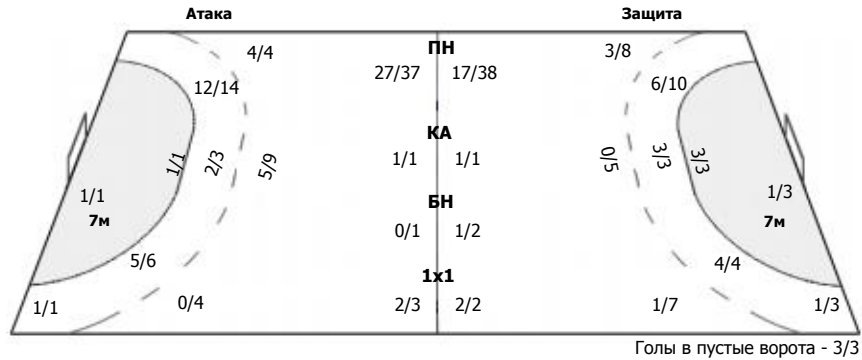 Атака Защита
4/4 ПН 3/8
12/14 27/37 17/38 6/10
КА
1/1 2/3 5/9 1/1 1/1 0/5 3/3 3/3
1/1 БН 1/3
7м 7м
0/1 1/2
5/6 4/4
1x1
1/1 0/4 2/3 2/2 1/7 1/3
Голы в пустые ворота - 3/3